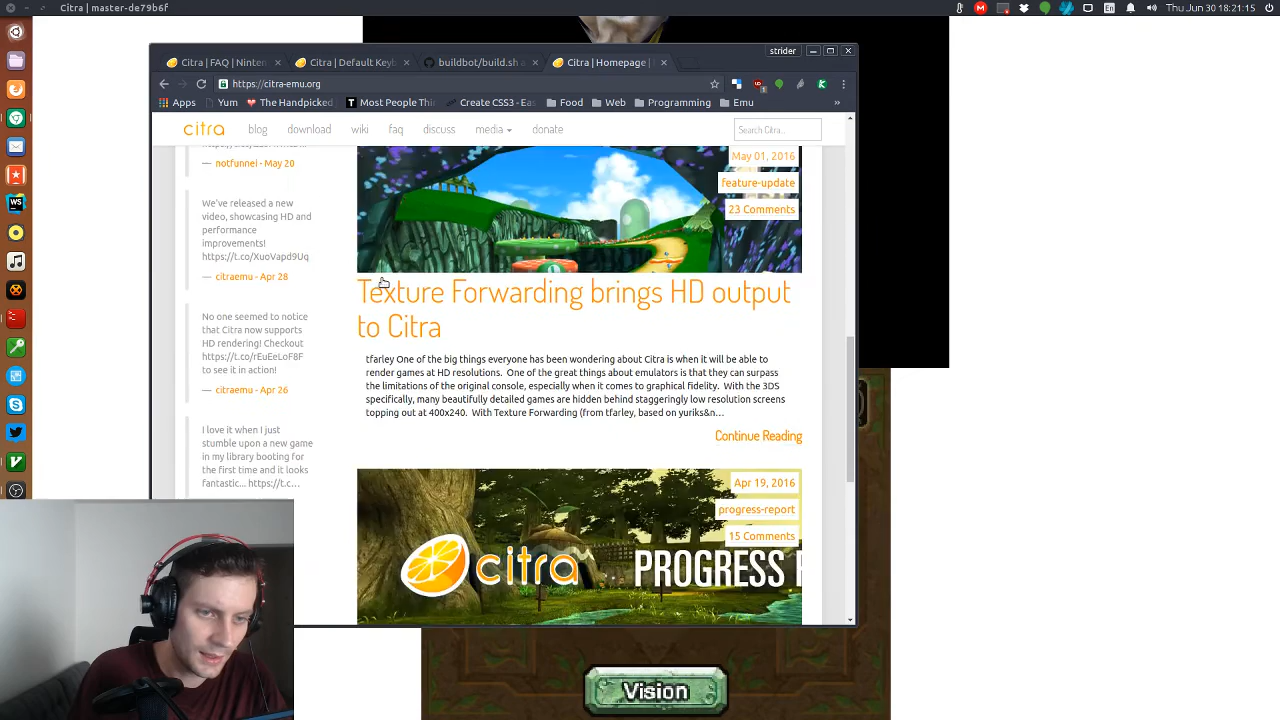 Citra | master-de79b6f
En
Thu Jun 30 18:21:15
strider
Citra | FAQ | Ninten
Citra | Default Keyb
buildbot/build.sh a
Citra | Homepage |
https://citra-emu.org
Apps
Yum
The Handpicked
Most People Thi
Create CSS3 - Eas
Food
Web
Programming
Emu
citra
blog
download
wiki
faq
discuss
media
donate
Search Citra..
— notfunnei - May 20
We've released a new
video, showcasing HD and
performance
improvements!
https://t.co/XuoVapd9Uq
— citraemu - Apr 28
No one seemed to notice
that Citra now supports
HD rendering! Checkout
https://t.co/rEuEeLoF8F
to see it in action!
— citraemu - Apr 26
I love it when I just
stumble upon a new game
in my library booting for
the first time and it looks
fantastic... https://t.c…
May 01, 2016
feature-update
23 Comments
Texture Forwarding brings HD output
to Citra
tfarley One of the big things everyone has been wondering about Citra is when it will be able to
render games at HD resolutions.  One of the great things about emulators is that they can surpass
the limitations of the original console, especially when it comes to graphical fidelity.  With the 3DS
specifically, many beautifully detailed games are hidden behind staggeringly low resolution screens
topping out at 400x240.  With Texture Forwarding (from tfarley, based on yuriks&n...
Continue Reading
Apr 19, 2016
progress-report
15 Comments
citra PROGRESS R
Vision